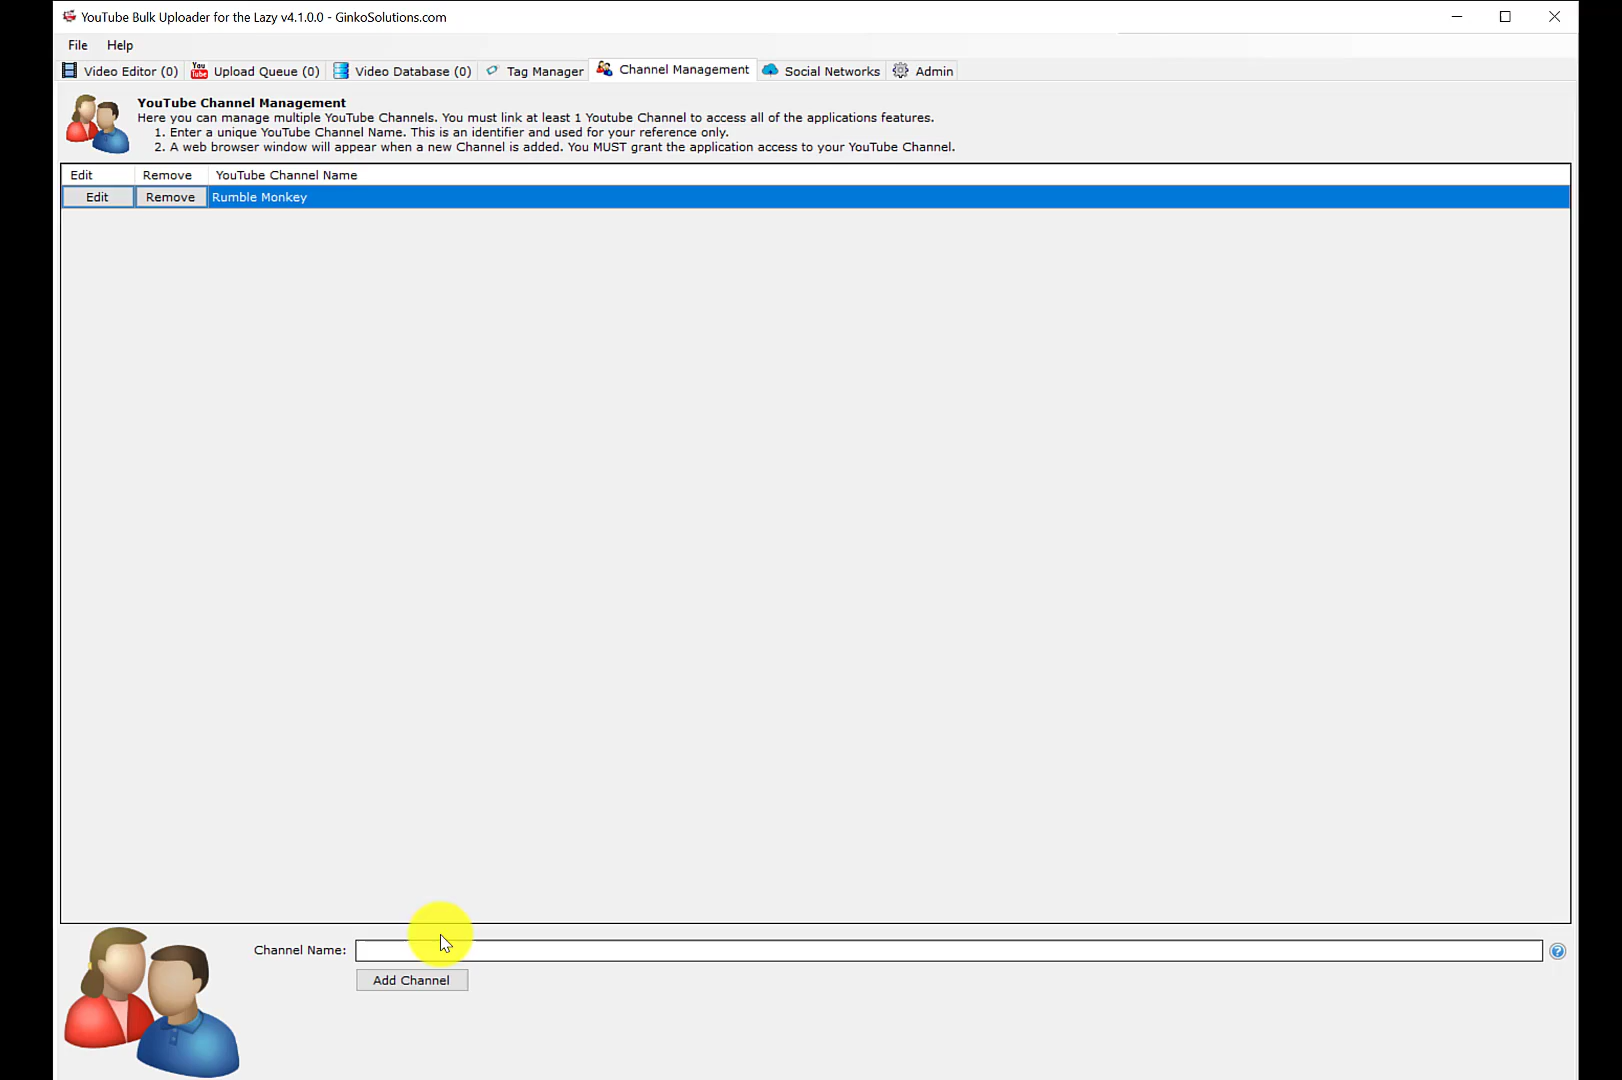 YouTube Bulk Uploader for the Lazy v4.1.0.0 - GinkoSolutions.com
File Help
Video Editor (0) You Tube Upload Queue (0) Video Database (0) Tag Manager Channel Management Social Networks Admin
YouTube Channel Management
Here you can manage multiple YouTube Channels. You must link at least 1 Youtube Channel to access all of the applications features.
1. Enter a unique YouTube Channel Name. This is an identifier and used for your reference only.
2. A web browser window will appear when a new Channel is added. You MUST grant the application access to your YouTube Channel.
Edit Remove YouTube Channel Name
Edit Remove Rumble Monkey
Channel Name: ?
Add Channel